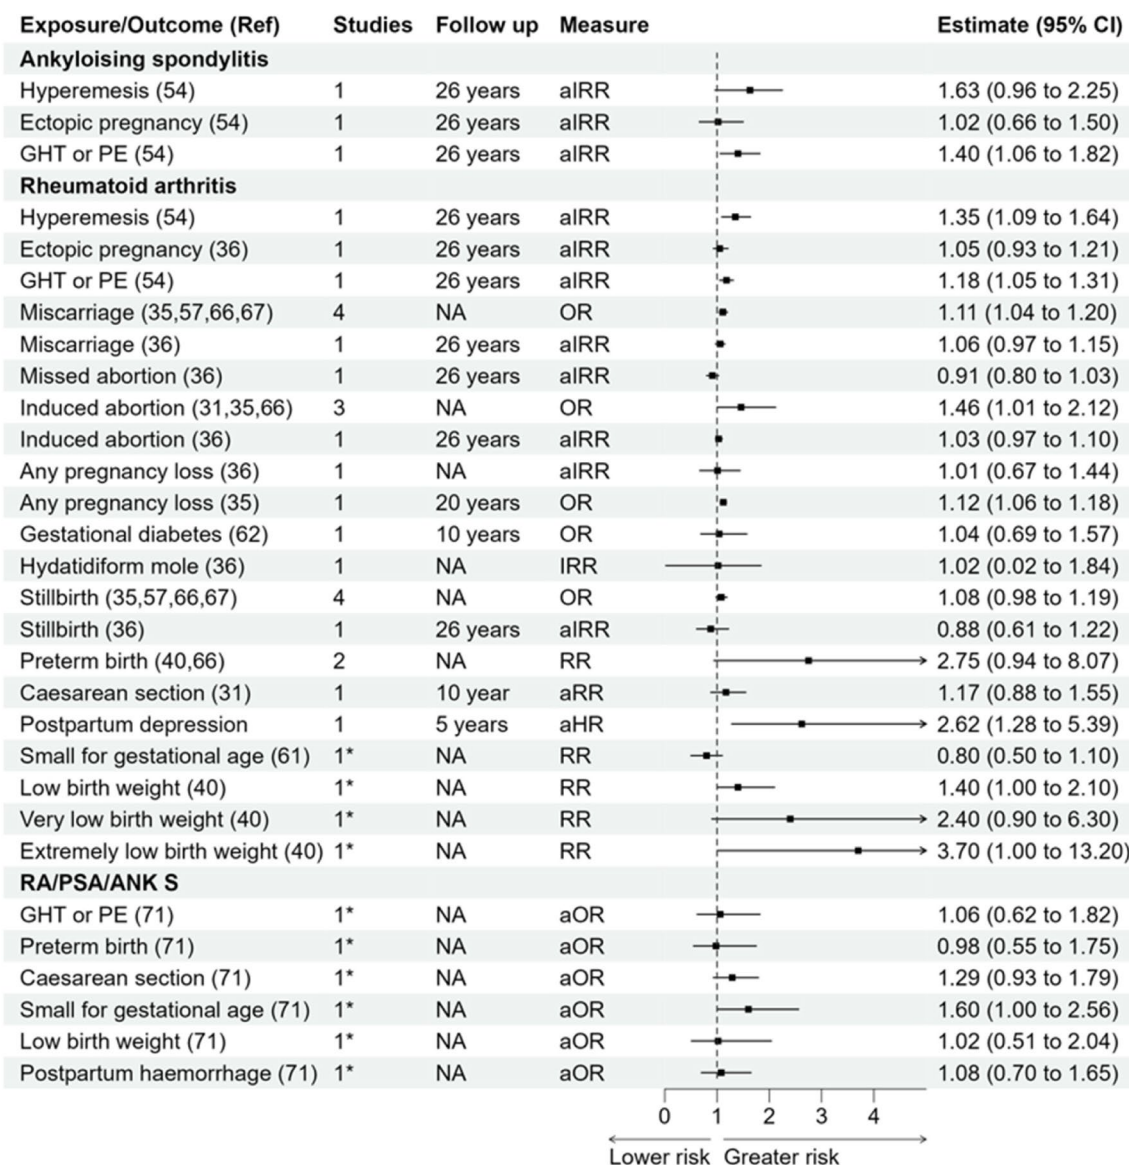 Exposure/Outcome (Ref) Studies Follow up Measure Estimate (95% CI)
Ankyloising spondylitis
Hyperemesis (54) 1 26 years aIRR 1.63 (0.96 to 2.25)
Ectopic pregnancy (54) 1 26 years aIRR 1.02 (0.66 to 1.50)
GHT or PE (54) 1 26 years aIRR 1.40 (1.06 to 1.82)
Rheumatoid arthritis
Hyperemesis (54) 1 26 years aIRR 1.35 (1.09 to 1.64)
Ectopic pregnancy (36) 1 26 years aIRR 1.05 (0.93 to 1.21)
GHT or PE (54) 1 26 years aIRR 1.18 (1.05 to 1.31)
Miscarriage (35,57,66,67) 4 NA OR 1.11 (1.04 to 1.20)
Miscarriage (36) 1 26 years aIRR 1.06 (0.97 to 1.15)
Missed abortion (36) 1 26 years aIRR 0.91 (0.80 to 1.03)
Induced abortion (31,35,66) 3 NA OR 1.46 (1.01 to 2.12)
Induced abortion (36) 1 26 years aIRR 1.03 (0.97 to 1.10)
Any pregnancy loss (36) 1 NA aIRR 1.01 (0.67 to 1.44)
Any pregnancy loss (35) 1 20 years OR 1.12 (1.06 to 1.18)
Gestational diabetes (62) 1 10 years OR 1.04 (0.69 to 1.57)
Hydatidiform mole (36) 1 NA IRR 1.02 (0.02 to 1.84)
Stillbirth (35,57,66,67) 4 NA OR 1.08 (0.98 to 1.19)
Stillbirth (36) 1 26 years aIRR 0.88 (0.61 to 1.22)
Preterm birth (40,66) 2 NA RR 2.75 (0.94 to 8.07)
Caesarean section (31) 1 10 year aRR 1.17 (0.88 to 1.55)
Postpartum depression 1 5 years aHR 2.62 (1.28 to 5.39)
Small for gestational age (61) 1* NA RR 0.80 (0.50 to 1.10)
Low birth weight (40) 1* NA RR 1.40 (1.00 to 2.10)
Very low birth weight (40) 1* NA RR 2.40 (0.90 to 6.30)
Extremely low birth weight (40) 1* NA RR 3.70 (1.00 to 13.20)
RA/PSA/ANK S
GHT or PE (71) 1* NA aOR 1.06 (0.62 to 1.82)
Preterm birth (71) 1* NA aOR 0.98 (0.55 to 1.75)
Caesarean section (71) 1* NA aOR 1.29 (0.93 to 1.79)
Small for gestational age (71) 1* NA aOR 1.60 (1.00 to 2.56)
Low birth weight (71) 1* NA aOR 1.02 (0.51 to 2.04)
Postpartum haemorrhage (71) 1* NA aOR 1.08 (0.70 to 1.65)
0 1 2 3 4
Lower risk Greater risk